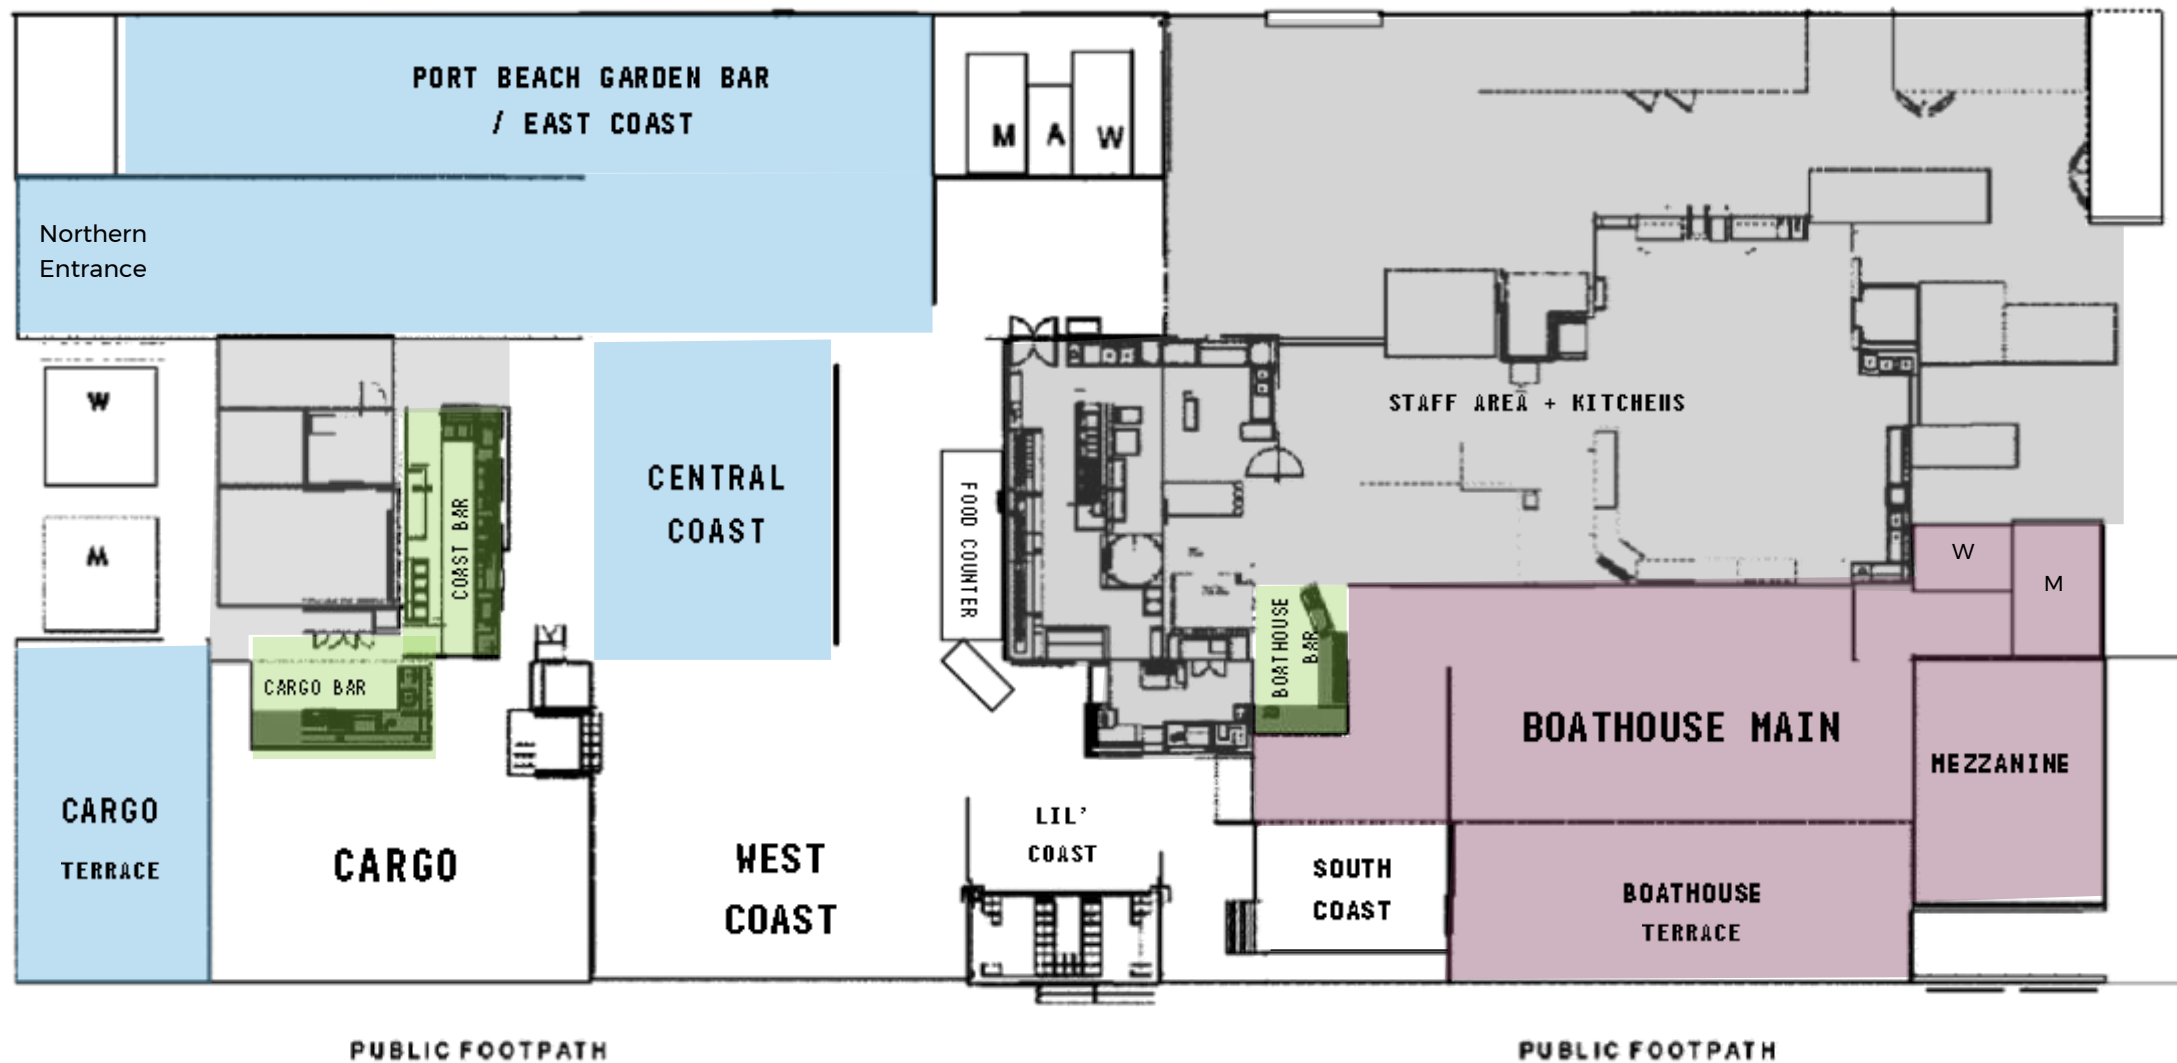 PORT BEACH GARDEN BAR
/ EAST COAST
M A W
Northern
Entrance
W
M
COAST BAR
CARGO BAR
CENTRAL
COAST
FOOD COUNTER
STAFF AREA + KITCHENS
BOATHOUSE
BAR
W
M
BOATHOUSE MAIN
MEZZANINE
CARGO
TERRACE
CARGO
WEST
COAST
LIL'
COAST
SOUTH
COAST
BOATHOUSE
TERRACE
PUBLIC FOOTPATH
PUBLIC FOOTPATH